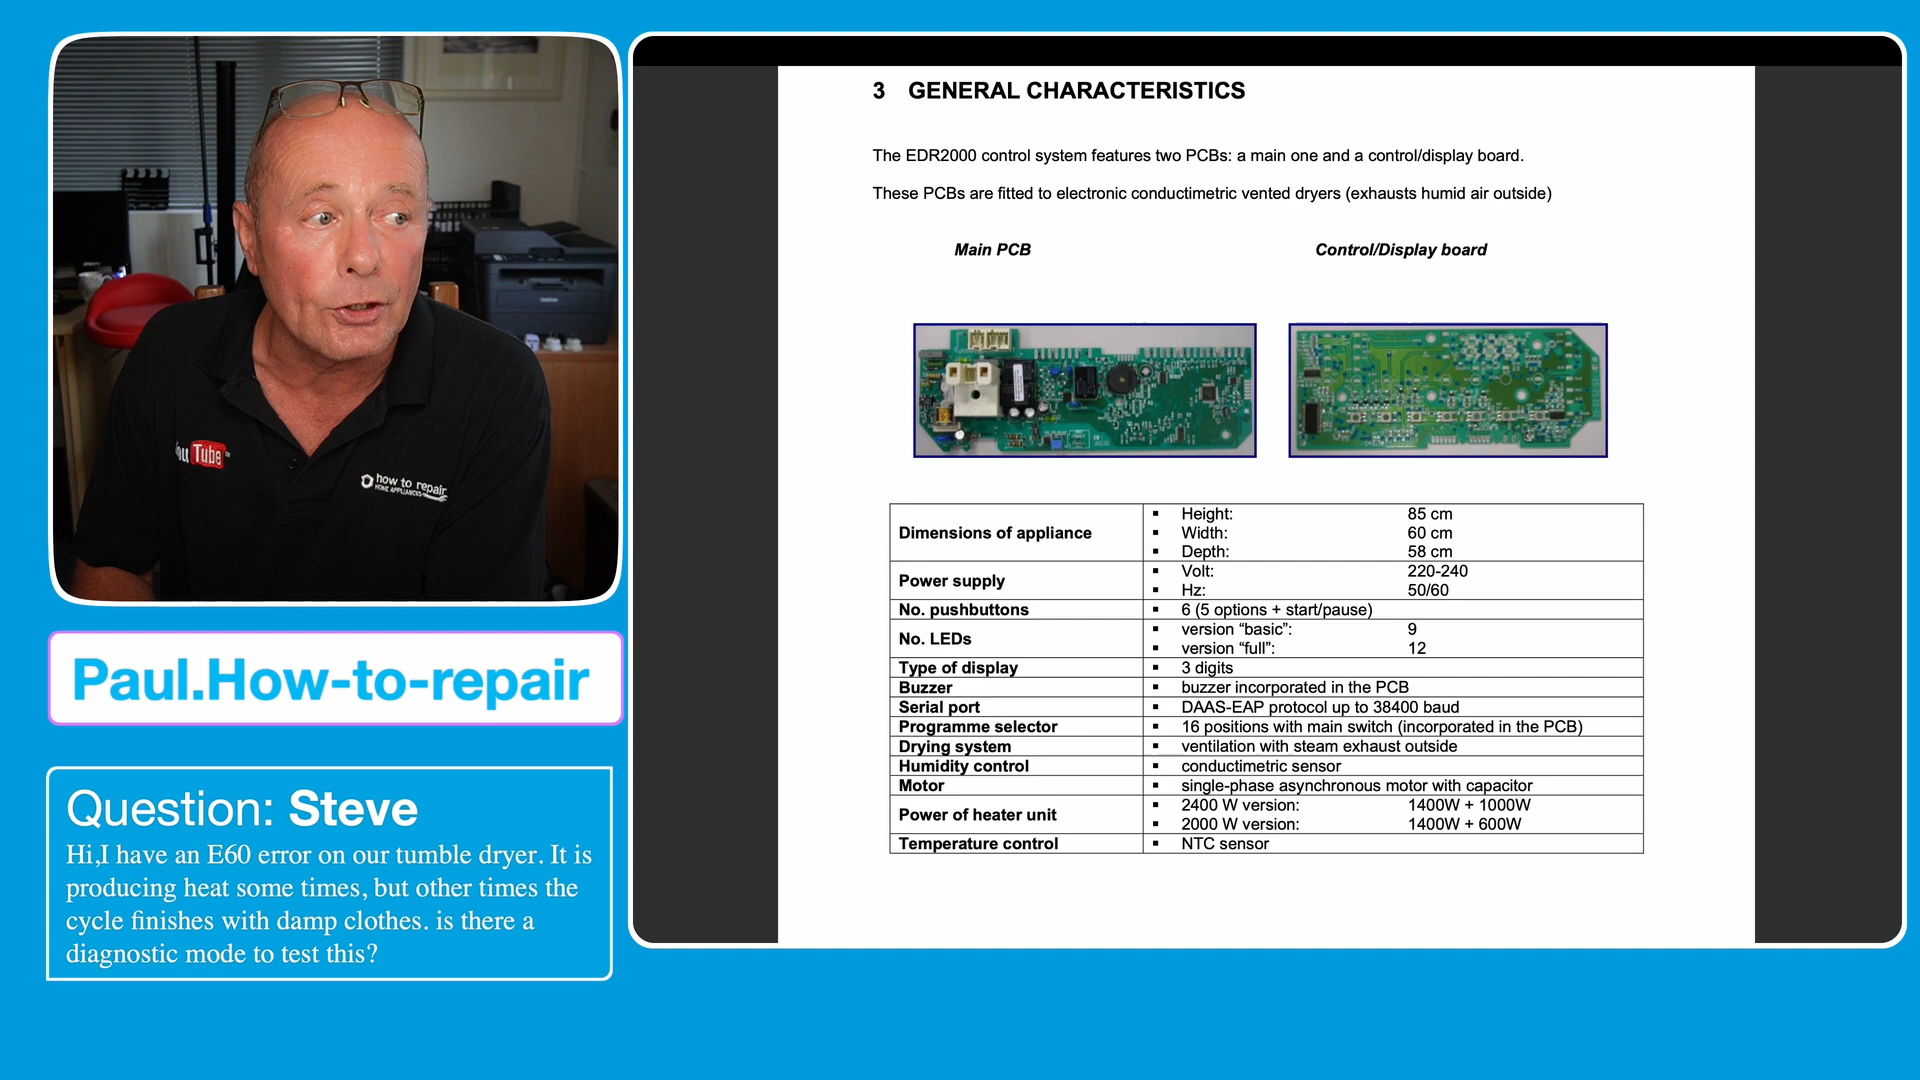 YouTube
how to repair
HOME APPLIANCES
brother
Paul.How-to-repair
Question: Steve
Hi,I have an E60 error on our tumble dryer. It is
producing heat some times, but other times the
cycle finishes with damp clothes. is there a
diagnostic mode to test this?
3 GENERAL CHARACTERISTICS
The EDR2000 control system features two PCBs: a main one and a control/display board.
These PCBs are fitted to electronic conductimetric vented dryers (exhausts humid air outside)
Main PCB Control/Display board
Dimensions of appliance
▪ Height: 85 cm
▪ Width: 60 cm
▪ Depth: 58 cm
Power supply
▪ Volt: 220-240
▪ Hz: 50/60
No. pushbuttons ▪ 6 (5 options + start/pause)
No. LEDs
▪ version “basic”: 9
▪ version “full”: 12
Type of display ▪ 3 digits
Buzzer ▪ buzzer incorporated in the PCB
Serial port ▪ DAAS-EAP protocol up to 38400 baud
Programme selector ▪ 16 positions with main switch (incorporated in the PCB)
Drying system ▪ ventilation with steam exhaust outside
Humidity control ▪ conductimetric sensor
Motor ▪ single-phase asynchronous motor with capacitor
Power of heater unit
▪ 2400 W version: 1400W + 1000W
▪ 2000 W version: 1400W + 600W
Temperature control ▪ NTC sensor